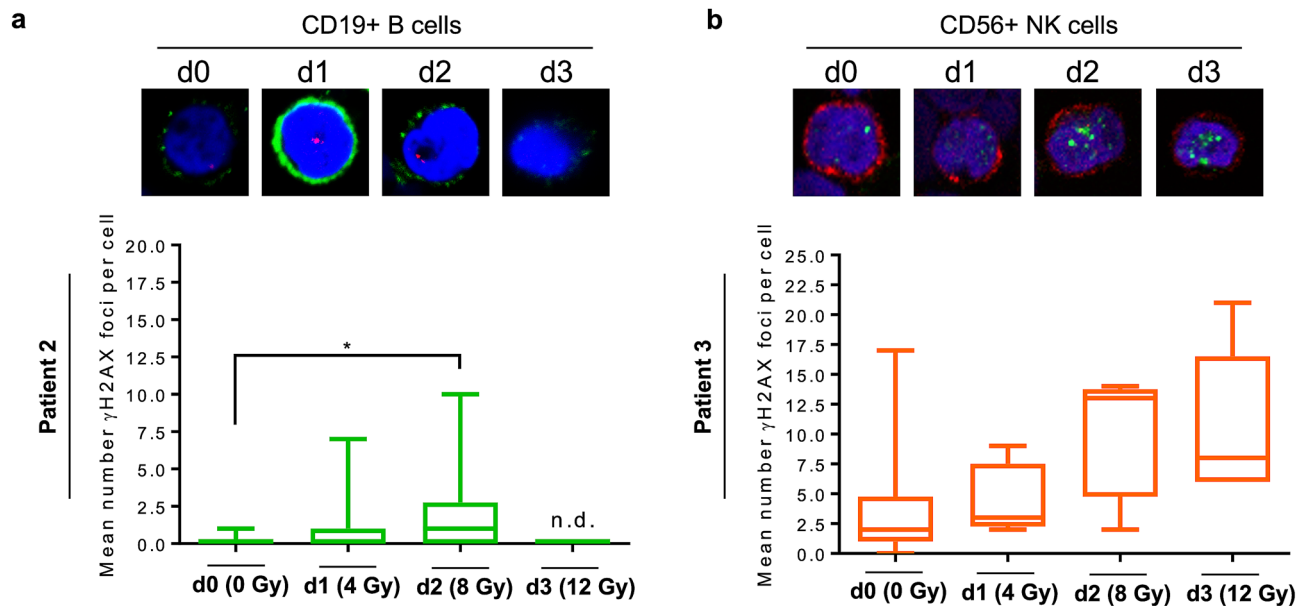 a
CD19+ B cells
d0 d1 d2 d3
Patient 2
Mean number γH2AX foci per cell
20.0
17.5
15.0
12.5
10.0
7.5
5.0
2.5
0.0
*
n.d.
d0 (0 Gy) d1 (4 Gy) d2 (8 Gy) d3 (12 Gy)
b
CD56+ NK cells
d0 d1 d2 d3
Patient 3
Mean number γH2AX foci per cell
25.0
22.5
20.0
17.5
15.0
12.5
10.0
7.5
5.0
2.5
0.0
d0 (0 Gy) d1 (4 Gy) d2 (8 Gy) d3 (12 Gy)